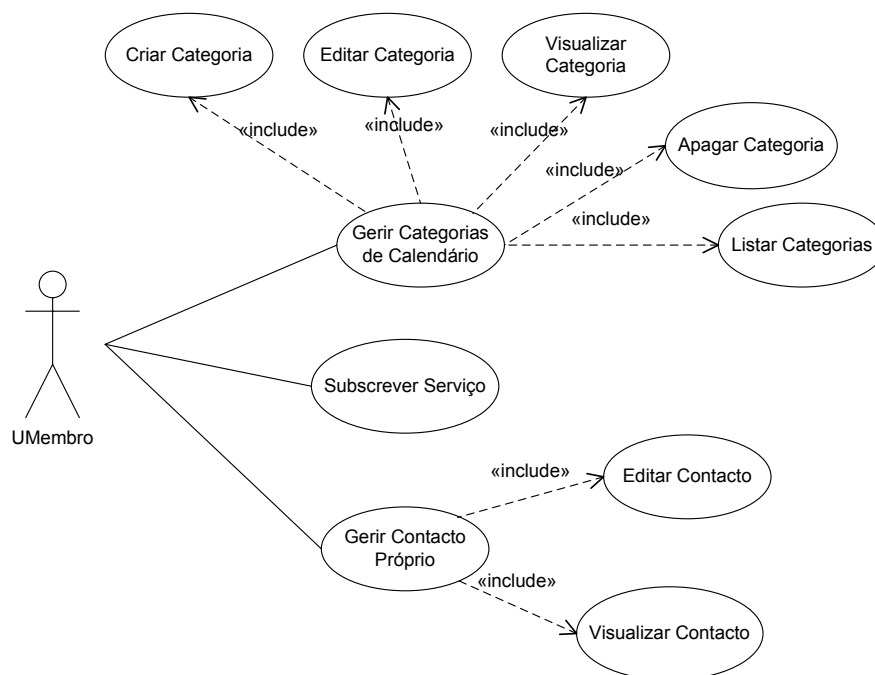 Criar Categoria
Editar Categoria
Visualizar
Categoria
«include»
«include»
«include»
Apagar Categoria
«include»
«include»
Gerir Categorias
de Calendário
Listar Categorias
Subscrever Serviço
UMembro
«include»
Editar Contacto
Gerir Contacto
Próprio
«include»
Visualizar Contacto